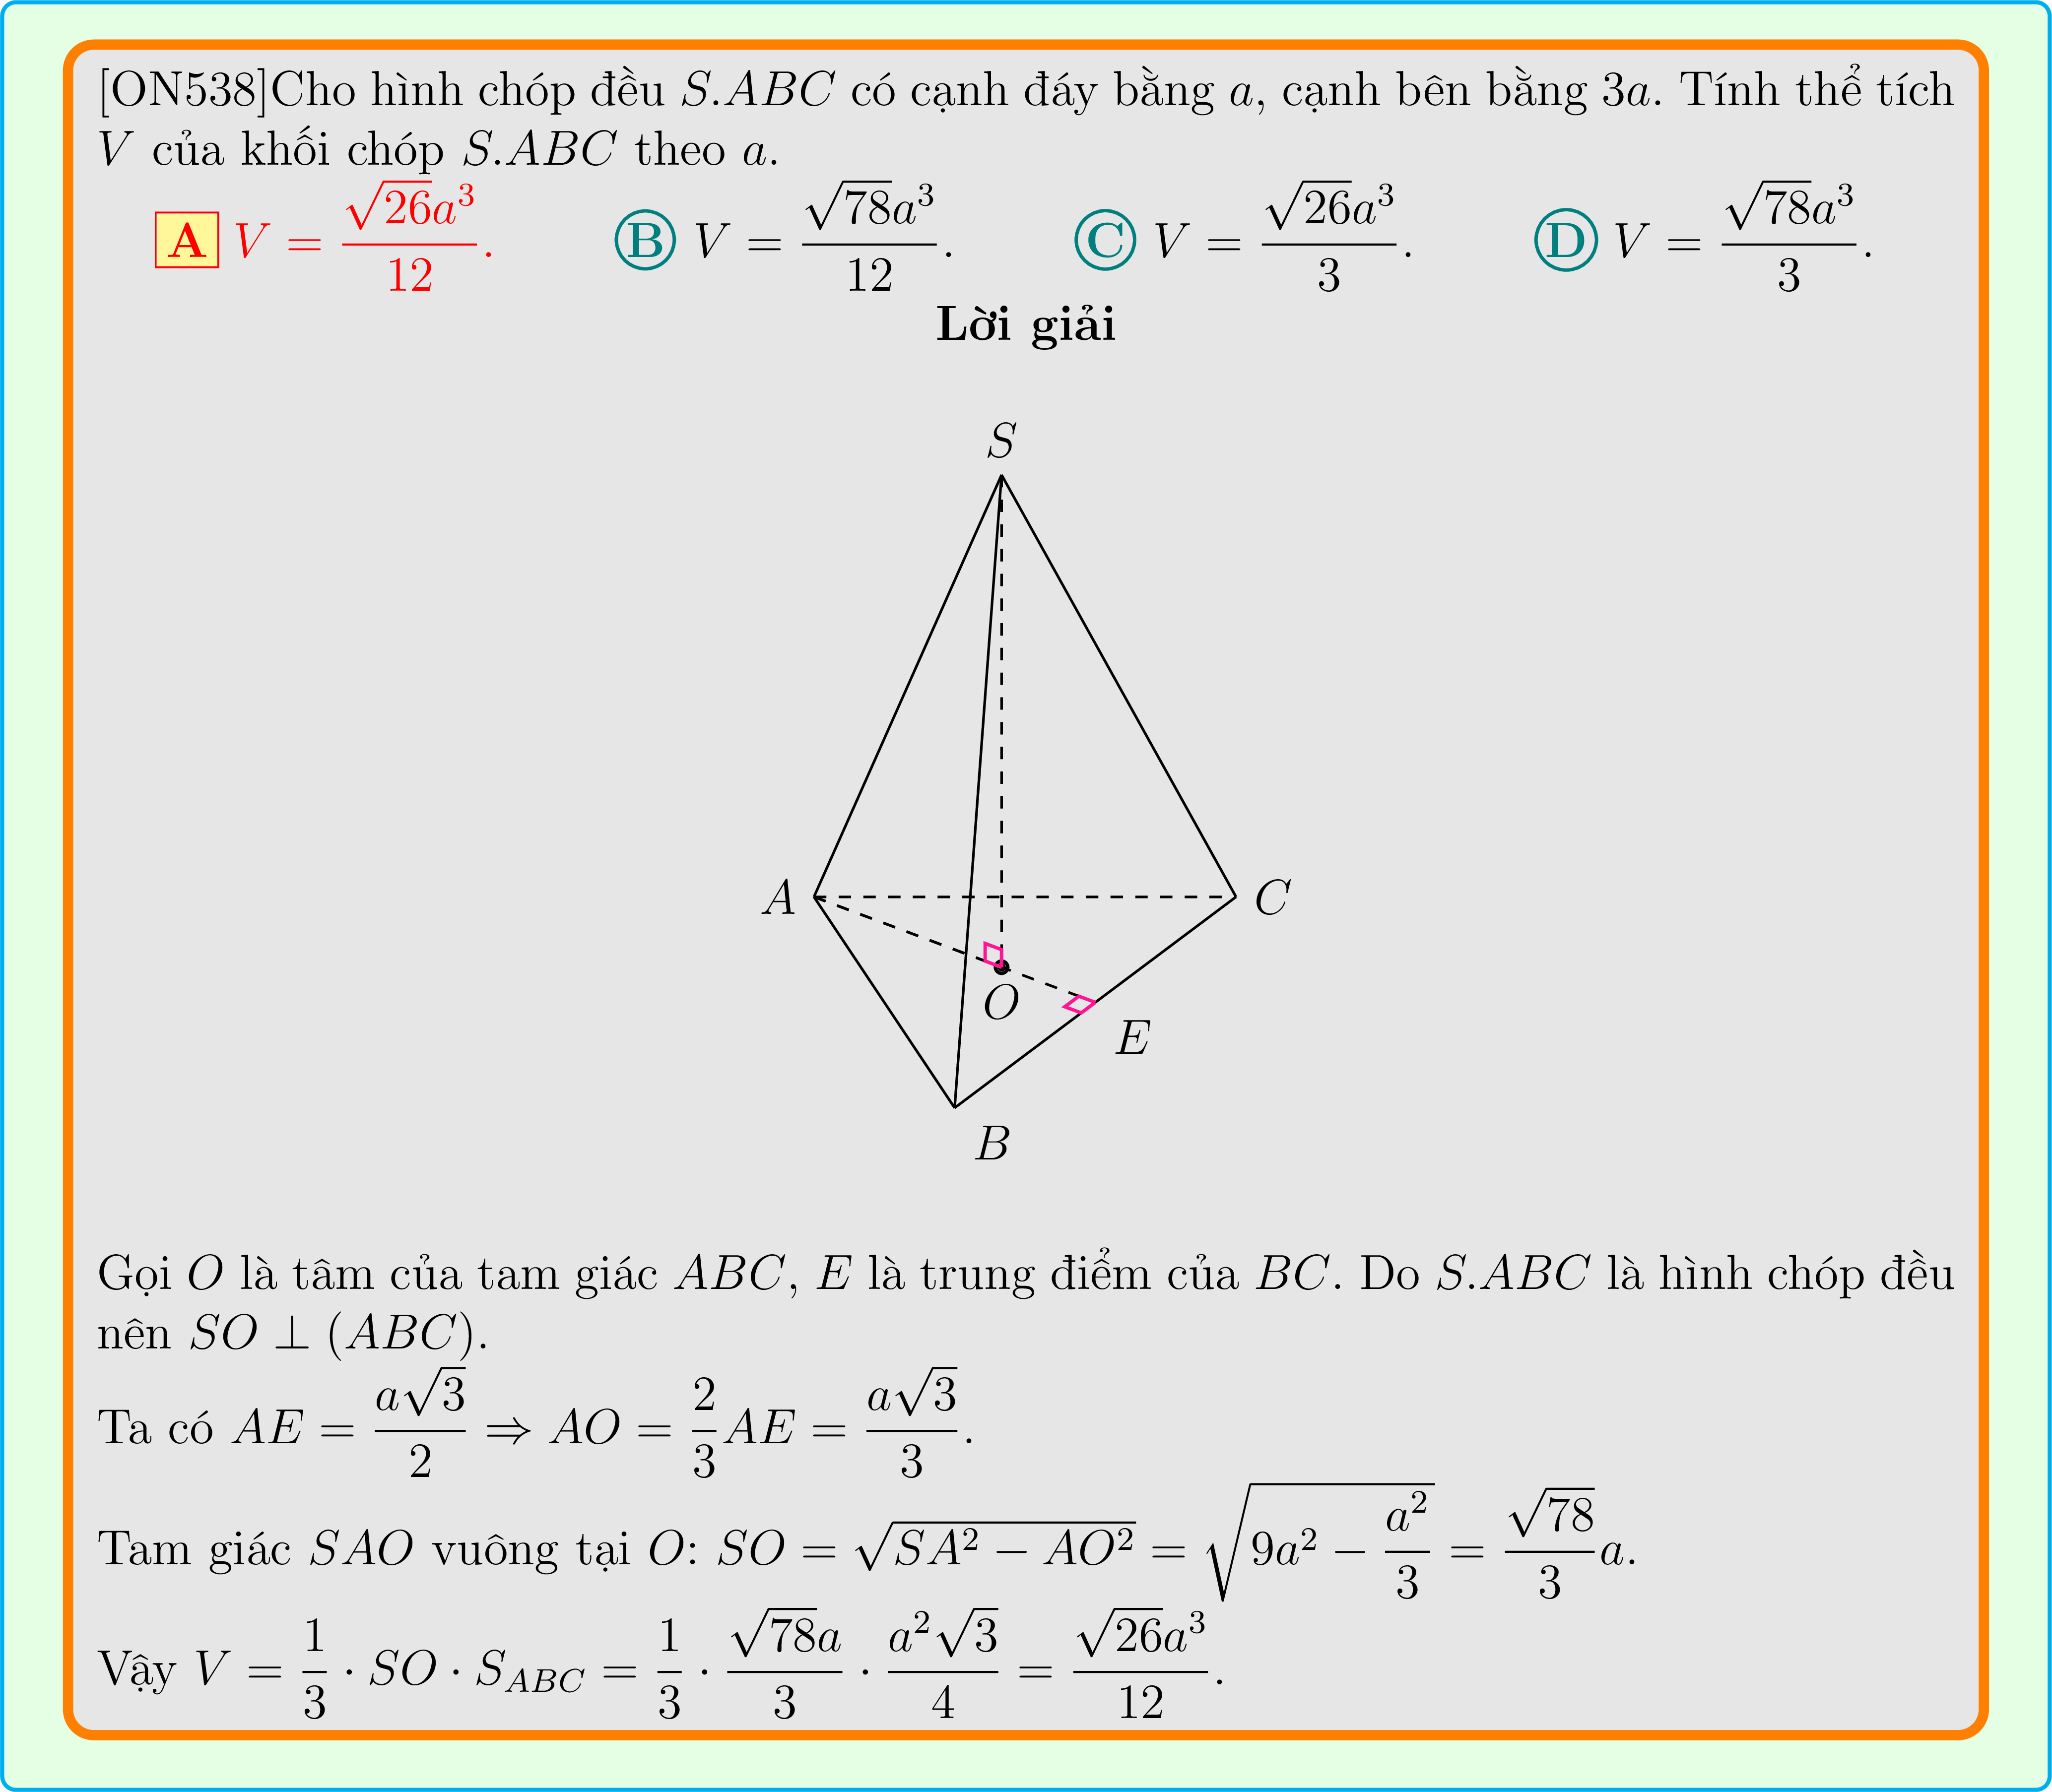 [ON538]Cho hình chóp đều S.ABC có cạnh đáy bằng a, cạnh bên bằng 3a. Tính thể tích
V của khối chóp S.ABC theo a.
A V = \frac{\sqrt{26}a^3}{12}. B V = \frac{\sqrt{78}a^3}{12}. C V = \frac{\sqrt{26}a^3}{3}. D V = \frac{\sqrt{78}a^3}{3}.
Lời giải
S
A
C
O
E
B
Gọi O là tâm của tam giác ABC, E là trung điểm của BC. Do S.ABC là hình chóp đều
nên SO ⊥ (ABC).
Ta có AE = \frac{a\sqrt{3}}{2} ⇒ AO = \frac{2}{3}AE = \frac{a\sqrt{3}}{3}.
Tam giác SAO vuông tại O: SO = \sqrt{SA^2 − AO^2} = \sqrt{9a^2 − \frac{a^2}{3}} = \frac{\sqrt{78}}{3}a.
Vậy V = \frac{1}{3} · SO · S_{ABC} = \frac{1}{3} · \frac{\sqrt{78}a}{3} · \frac{a^2\sqrt{3}}{4} = \frac{\sqrt{26}a^3}{12}.